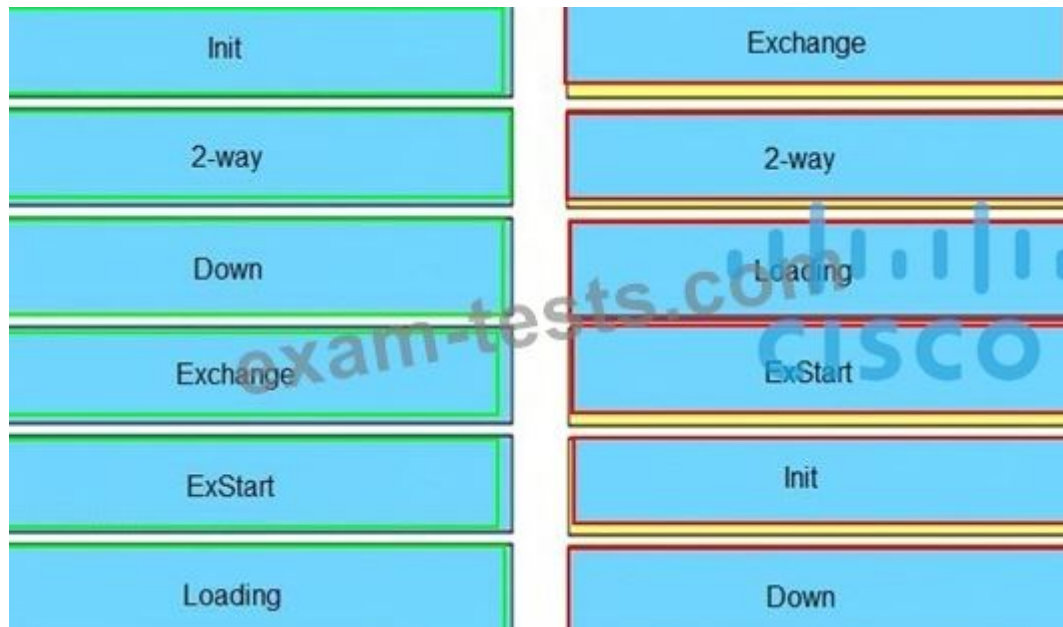 Init
2-way
Down
Exchange
ExStart
Loading
Exchange
2-way
Loading
ExStart
Init
Down
exam-tests.com
CISCO